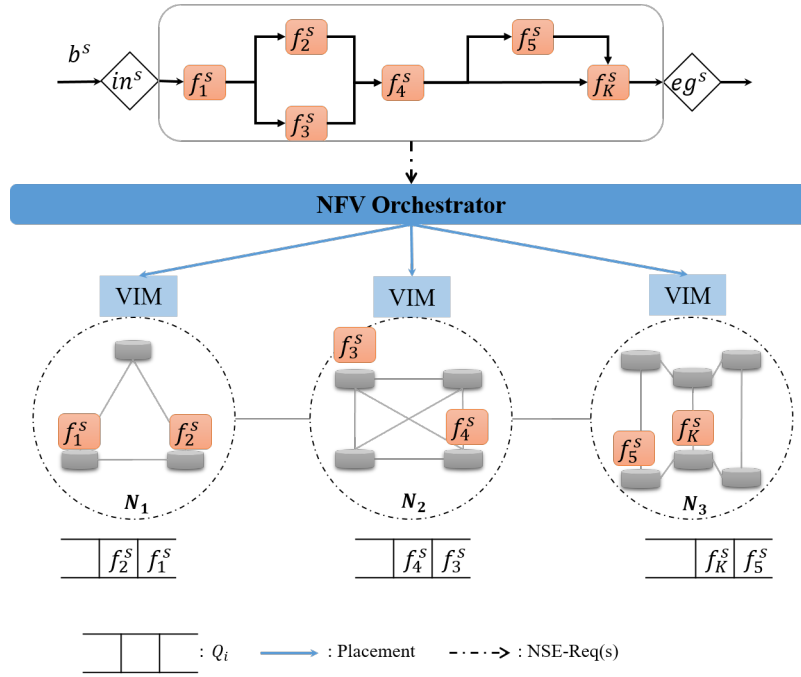 b^s
in^s
f_1^s
f_2^s
f_3^s
f_4^s
f_5^s
f_K^s
eg^s
NFV Orchestrator
VIM VIM VIM
f_1^s f_2^s
N_1
f_3^s
f_4^s
N_2
f_5^s f_K^s
N_3
f_2^s f_1^s
f_4^s f_3^s
f_K^s f_5^s
: Q_i : Placement : NSE-Req(s)